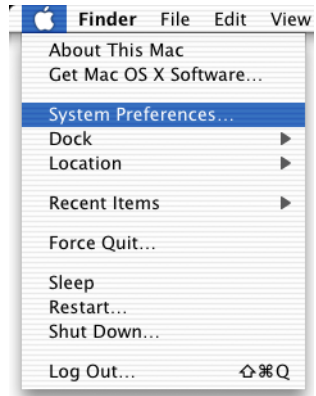 Finder File Edit View
About This Mac
Get Mac OS X Software...
System Preferences...
Dock
Location
Recent Items
Force Quit...
Sleep
Restart...
Shut Down...
Log Out... ⇧⌘Q